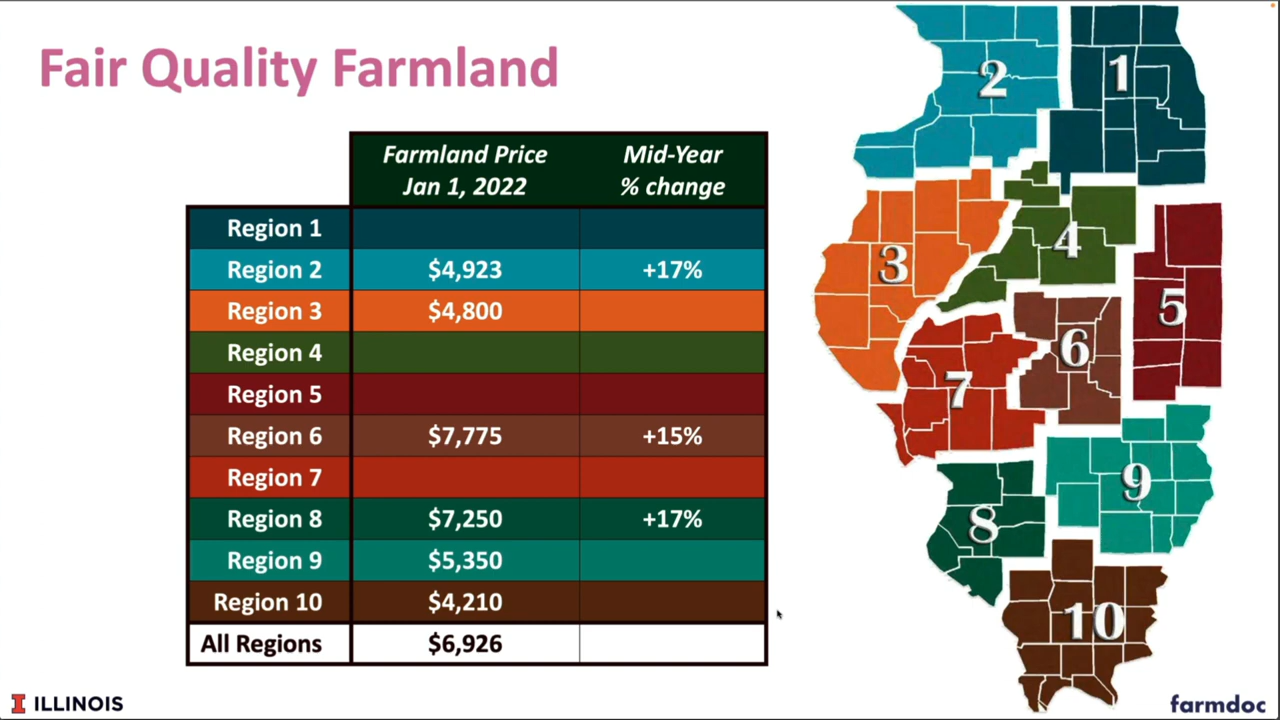 Fair Quality Farmland
Farmland Price Jan 1, 2022 Mid-Year % change
Region 1
Region 2 $4,923 +17%
Region 3 $4,800
Region 4
Region 5
Region 6 $7,775 +15%
Region 7
Region 8 $7,250 +17%
Region 9 $5,350
Region 10 $4,210
All Regions $6,926
2 1
3 4
5
6
7
9
8
10
I ILLINOIS
farmdoc